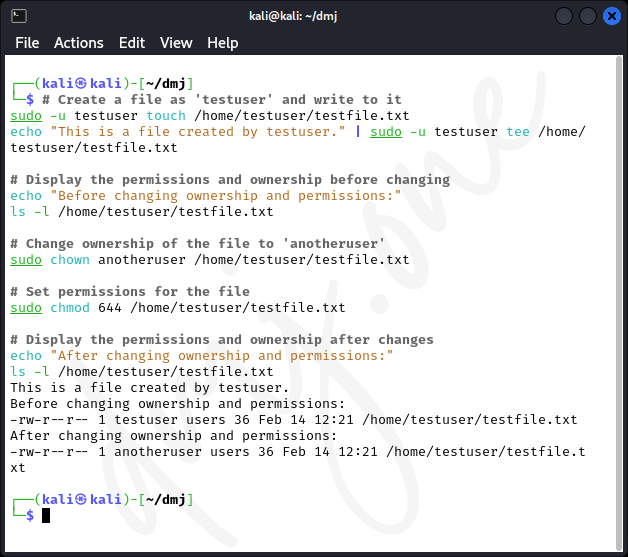 kali@kali: ~/dmj
File Actions Edit View Help
┌──(kali㉿kali)-[~/dmj]
└─$ # Create a file as 'testuser' and write to it
sudo -u testuser touch /home/testuser/testfile.txt
echo "This is a file created by testuser." | sudo -u testuser tee /home/
testuser/testfile.txt
# Display the permissions and ownership before changing
echo "Before changing ownership and permissions:"
ls -l /home/testuser/testfile.txt
# Change ownership of the file to 'anotheruser'
sudo chown anotheruser /home/testuser/testfile.txt
# Set permissions for the file
sudo chmod 644 /home/testuser/testfile.txt
# Display the permissions and ownership after changes
echo "After changing ownership and permissions:"
ls -l /home/testuser/testfile.txt
This is a file created by testuser.
Before changing ownership and permissions:
-rw-r--r-- 1 testuser users 36 Feb 14 12:21 /home/testuser/testfile.txt
After changing ownership and permissions:
-rw-r--r-- 1 anotheruser users 36 Feb 14 12:21 /home/testuser/testfile.t
xt
┌──(kali㉿kali)-[~/dmj]
└─$